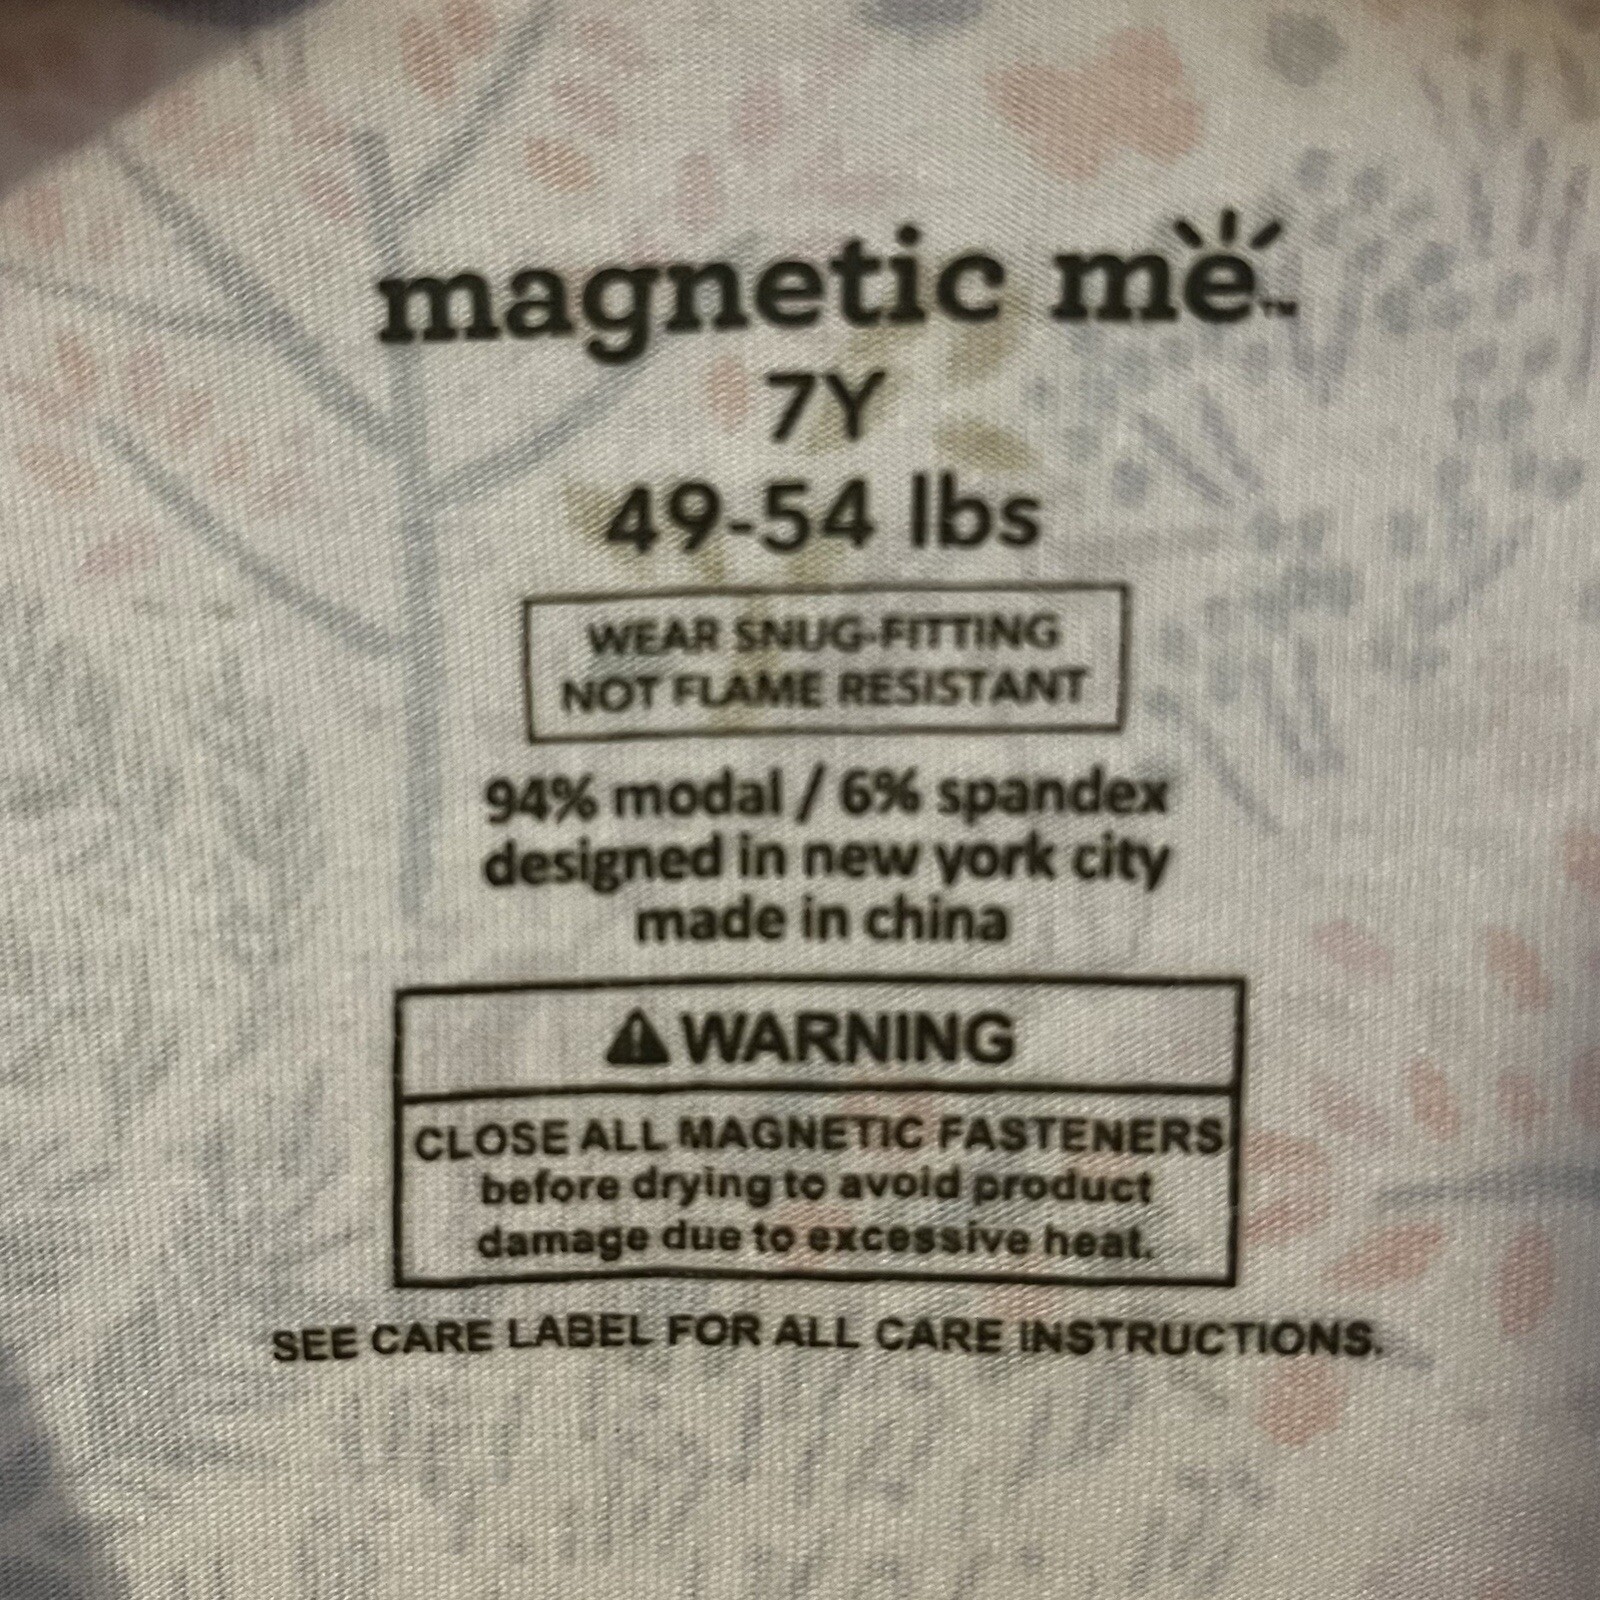 magnetic me™
7Y
49-54 lbs
WEAR SNUG-FITTING
NOT FLAME RESISTANT
94% modal / 6% spandex
designed in new york city
made in china
⚠ WARNING
CLOSE ALL MAGNETIC FASTENERS
before drying to avoid product
damage due to excessive heat.
SEE CARE LABEL FOR ALL CARE INSTRUCTIONS.